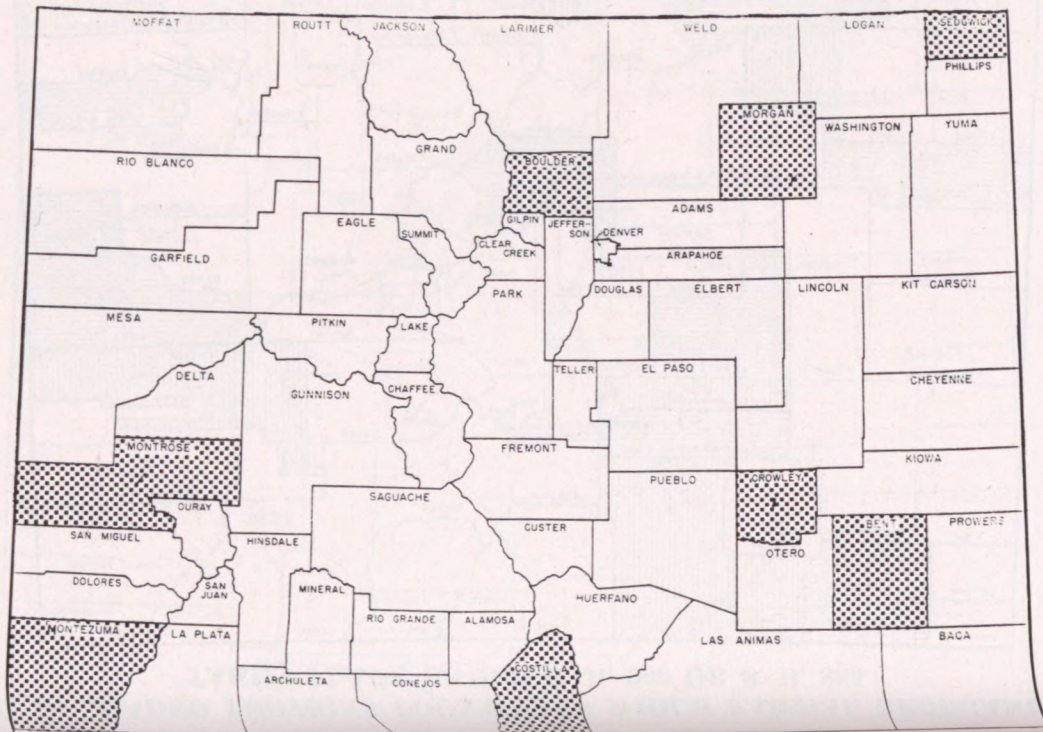 MOFFAT ROUTT JACKSON LARIMER WELD LOGAN SEDGWICK
PHILLIPS
MORGAN WASHINGTON YUMA
RIO BLANCO GRAND BOULDER
ADAMS
EAGLE SUMMIT GILPIN JEFFER-
SON DENVER
GARFIELD CLEAR
CREEK ARAPAHOE
PARK DOUGLAS ELBERT LINCOLN KIT CARSON
MESA PITKIN LAKE
DELTA GUNNISON CHAFFEE TELLER EL PASO CHEYENNE
MONTROSE FREMONT KIOWA
OURAY SAGUACHE PUEBLO CROWLEY
SAN MIGUEL HINSDALE CUSTER OTERO BENT PROWERS
DOLORES SAN
JUAN MINERAL HUERFANO
MONTEZUMA LA PLATA RIO GRANDE ALAMOSA LAS ANIMAS BACA
ARCHULETA CONEJOS COSTILLA